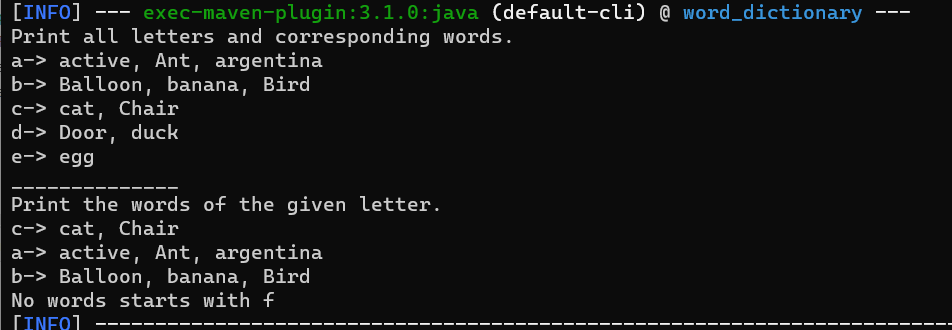 [INFO] --- exec-maven-plugin:3.1.0:java (default-cli) @ word_dictionary ---
Print all letters and corresponding words.
a-> active, Ant, argentina
b-> Balloon, banana, Bird
c-> cat, Chair
d-> Door, duck
e-> egg
______________
Print the words of the given letter.
c-> cat, Chair
a-> active, Ant, argentina
b-> Balloon, banana, Bird
No words starts with f
[INFO] ------------------------------------------------------------------------